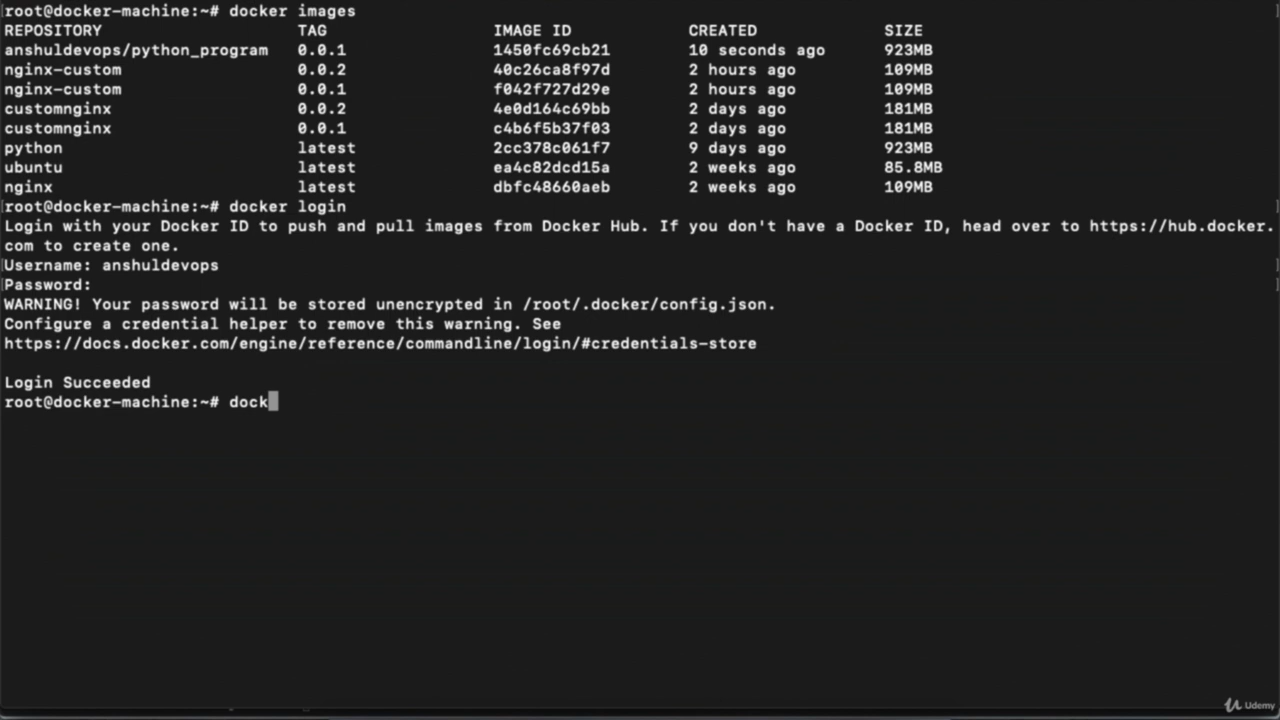 root@docker-machine:~# docker images
REPOSITORY TAG IMAGE ID CREATED SIZE
anshuldevops/python_program 0.0.1 1450fc69cb21 10 seconds ago 923MB
nginx-custom 0.0.2 40c26ca8f97d 2 hours ago 109MB
nginx-custom 0.0.1 f042f727d29e 2 hours ago 109MB
customnginx 0.0.2 4e0d164c69bb 2 days ago 181MB
customnginx 0.0.1 c4b6f5b37f03 2 days ago 181MB
python latest 2cc378c061f7 9 days ago 923MB
ubuntu latest ea4c82dcd15a 2 weeks ago 85.8MB
nginx latest dbfc48660aeb 2 weeks ago 109MB
root@docker-machine:~# docker login
Login with your Docker ID to push and pull images from Docker Hub. If you don't have a Docker ID, head over to https://hub.docker.
com to create one.
Username: anshuldevops
Password:
WARNING! Your password will be stored unencrypted in /root/.docker/config.json.
Configure a credential helper to remove this warning. See
https://docs.docker.com/engine/reference/commandline/login/#credentials-store
Login Succeeded
root@docker-machine:~# dock
Udemy